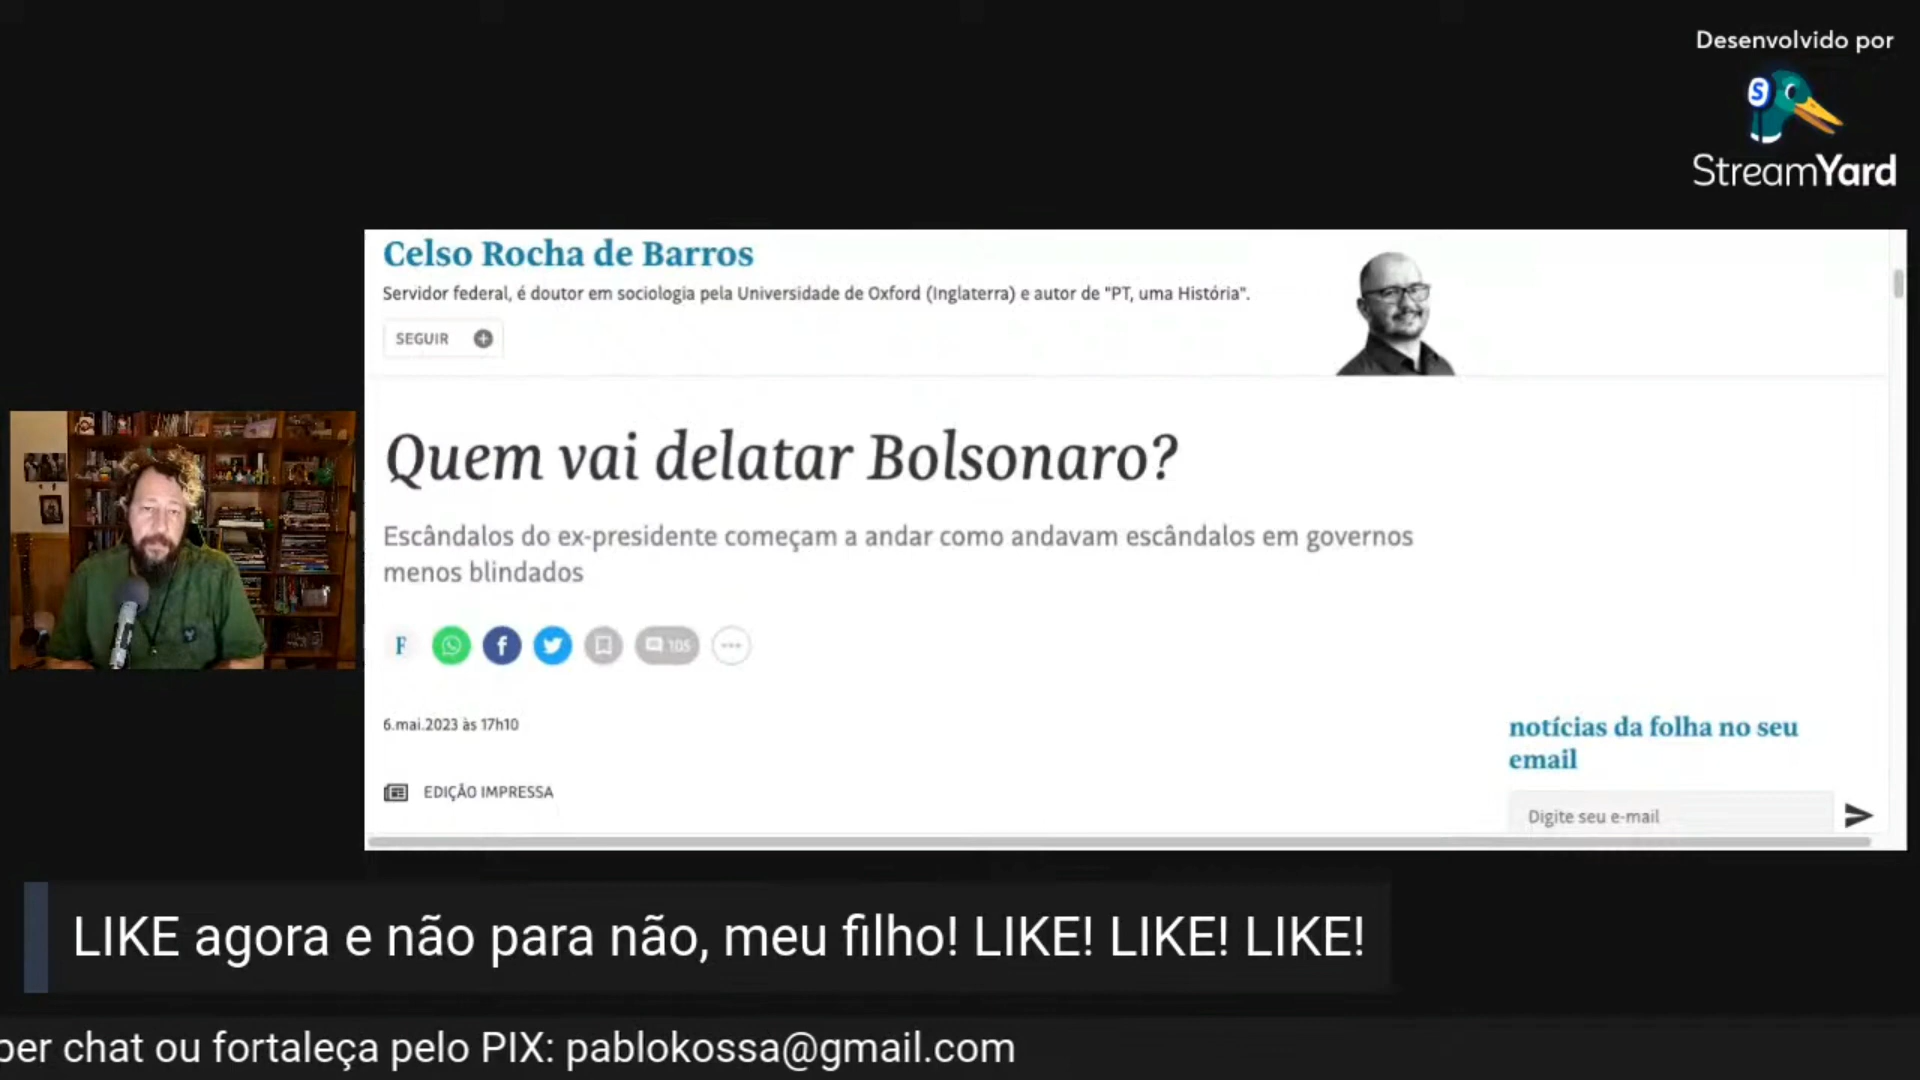 Desenvolvido por
StreamYard
Celso Rocha de Barros
Servidor federal, é doutor em sociologia pela Universidade de Oxford (Inglaterra) e autor de "PT, uma História".
SEGUIR
Quem vai delatar Bolsonaro?
Escândalos do ex-presidente começam a andar como andavam escândalos em governos
menos blindados
105
6.mai.2023 às 17h10
EDIÇÃO IMPRESSA
notícias da folha no seu
email
Digite seu e-mail
LIKE agora e não para não, meu filho! LIKE! LIKE! LIKE!
per chat ou fortaleça pelo PIX: pablokossa@gmail.com